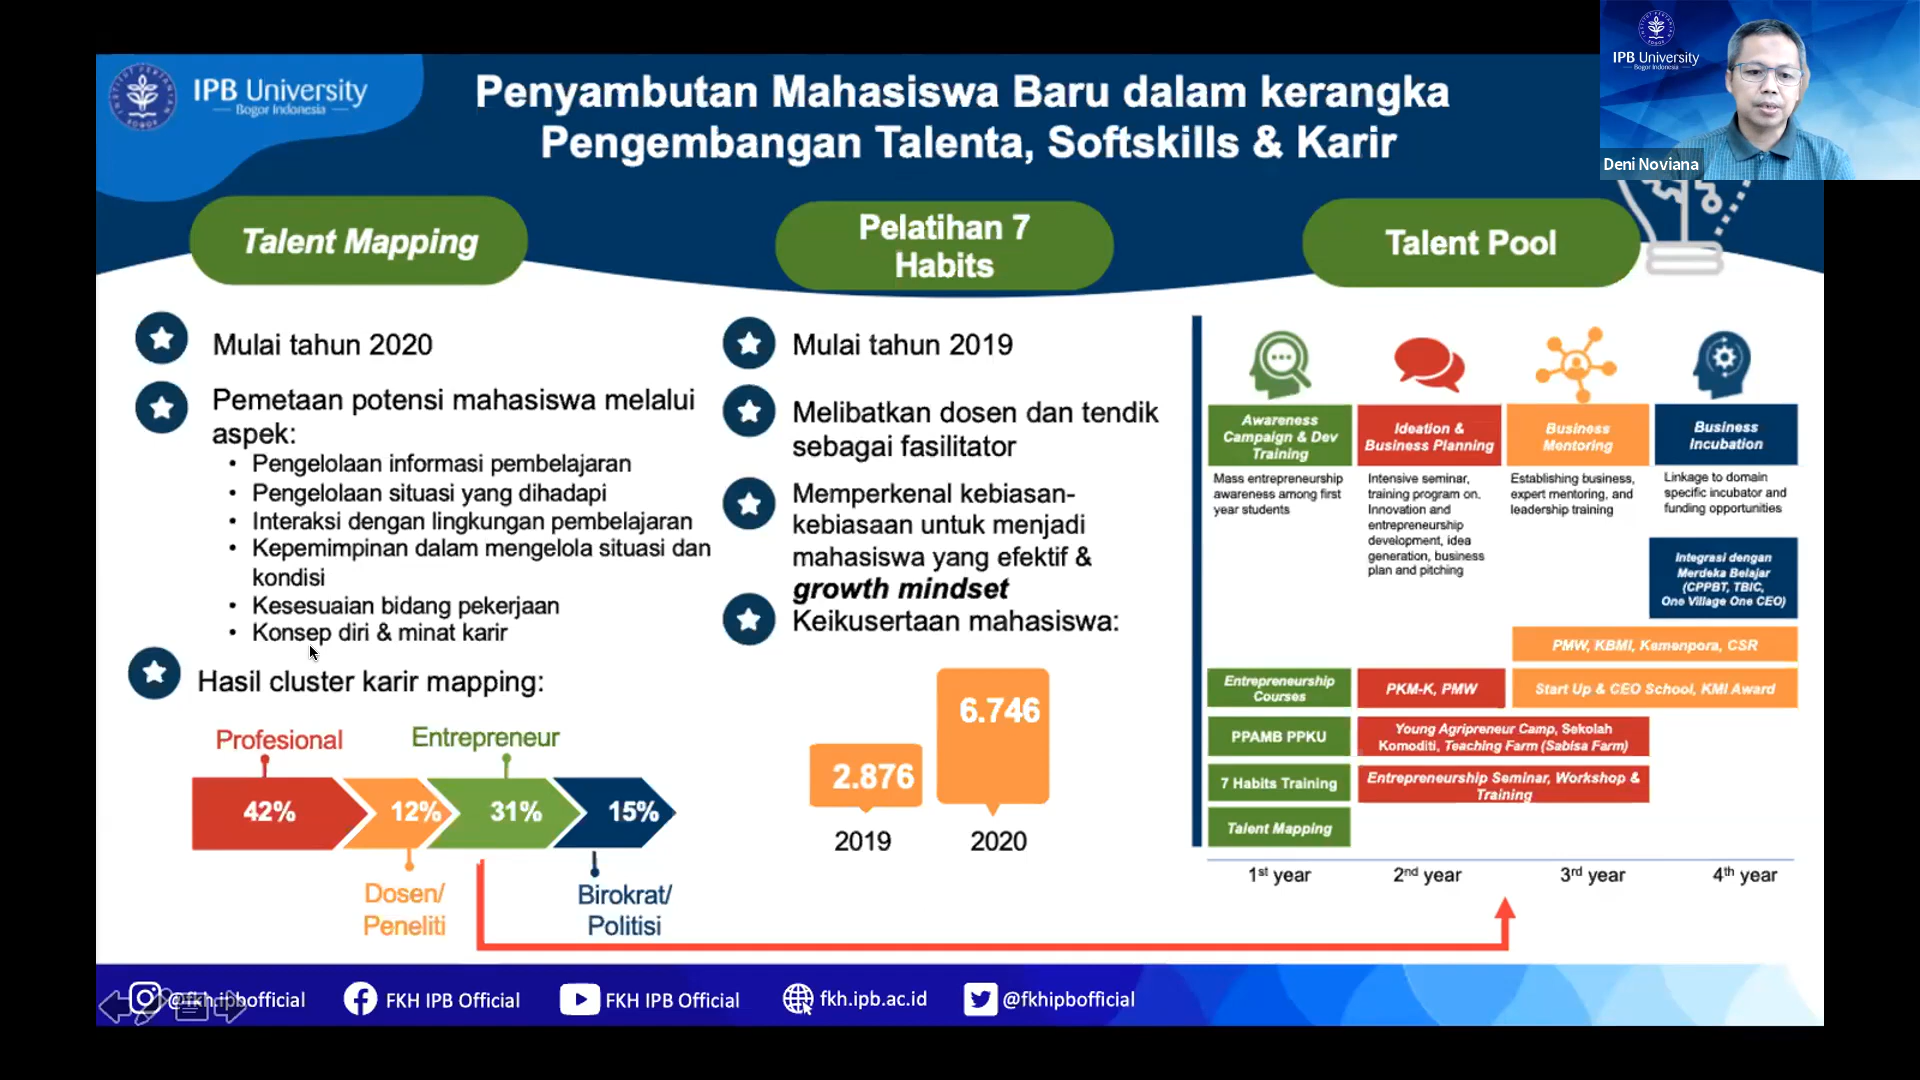 IPB University
Bogor Indonesia
Penyambutan Mahasiswa Baru dalam kerangka
Pengembangan Talenta, Softskills & Karir
IPB University
Bogor Indonesia
Deni Noviana
Talent Mapping
Mulai tahun 2020
Pemetaan potensi mahasiswa melalui
aspek:
• Pengelolaan informasi pembelajaran
• Pengelolaan situasi yang dihadapi
• Interaksi dengan lingkungan pembelajaran
• Kepemimpinan dalam mengelola situasi dan
kondisi
• Kesesuaian bidang pekerjaan
• Konsep diri & minat karir
Hasil cluster karir mapping:
Profesional
Entrepreneur
42%
12%
31%
15%
Dosen/
Peneliti
Birokrat/
Politisi
Pelatihan 7
Habits
Mulai tahun 2019
Melibatkan dosen dan tendik
sebagai fasilitator
Memperkenal kebiasan-
kebiasaan untuk menjadi
mahasiswa yang efektif &
growth mindset
Keikusertaan mahasiswa:
2.876
6.746
2019
2020
Talent Pool
Awareness
Campaign & Dev
Training
Ideation &
Business Planning
Business
Mentoring
Business
Incubation
Mass entrepreneurship
awareness among first
year students
Intensive seminar,
training program on.
Innovation and
entrepreneurship
development, idea
generation, business
plan and pitching
Establishing business,
expert mentoring, and
leadership training
Linkage to domain
specific incubator and
funding opportunities
Integrasi dengan
Merdeka Belajar
(CPPBT, TBIC,
One Village One CEO)
PMW, KBMI, Kemenpora, CSR
Entrepreneurship
Courses
PKM-K, PMW
Start Up & CEO School, KMI Award
PPAMB PPKU
Young Agripreneur Camp, Sekolah
Komoditi, Teaching Farm (Sabisa Farm)
7 Habits Training
Entrepreneurship Seminar, Workshop &
Training
Talent Mapping
1st year
2nd year
3rd year
4th year
@fkh.ipbofficial
FKH IPB Official
FKH IPB Official
fkh.ipb.ac.id
@fkhipbofficial